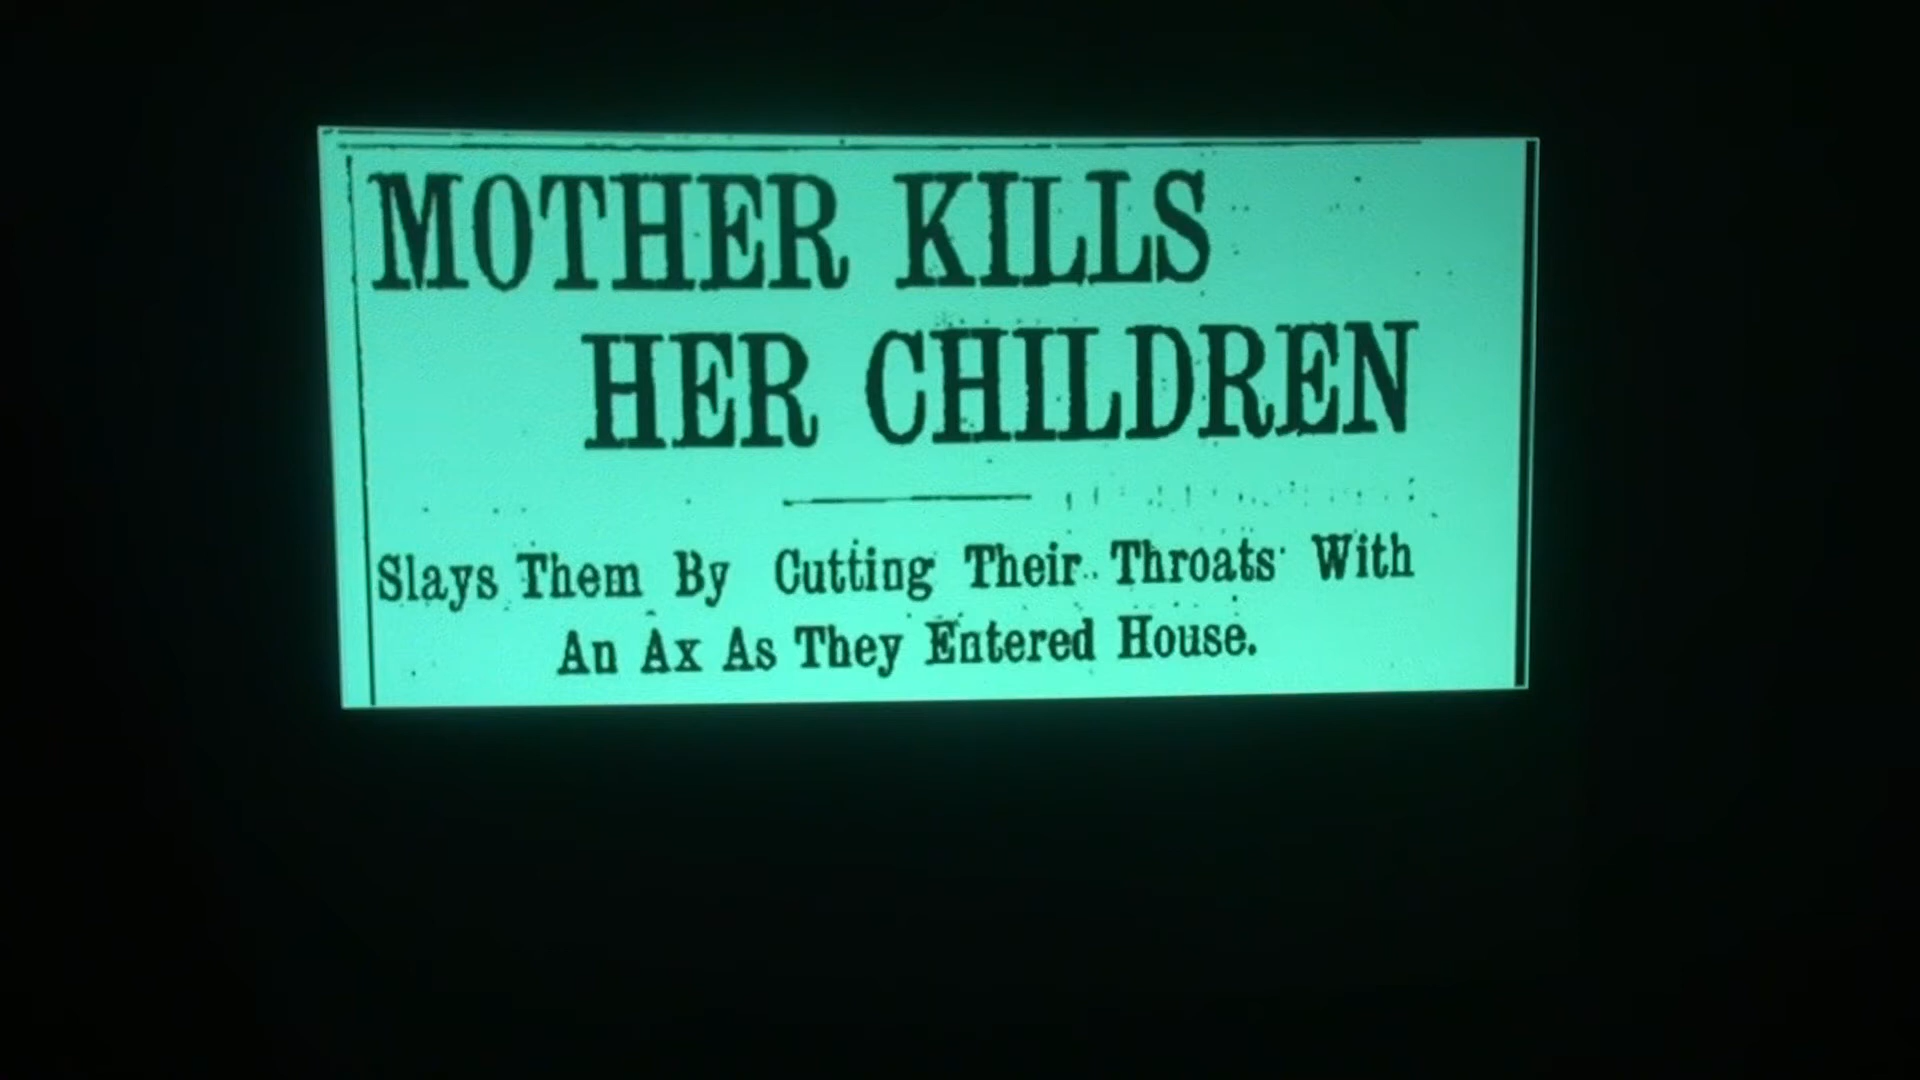 MOTHER KILLS
HER CHILDREN
Slays Them By Cutting Their Throats With
An Ax As They Entered House.